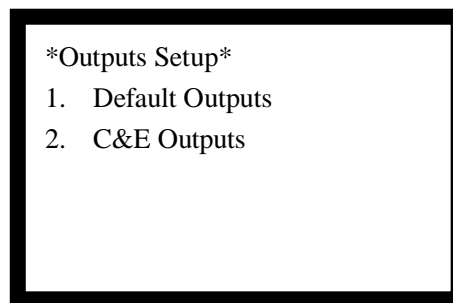 *Outputs Setup*
1. Default Outputs
2. C&E Outputs